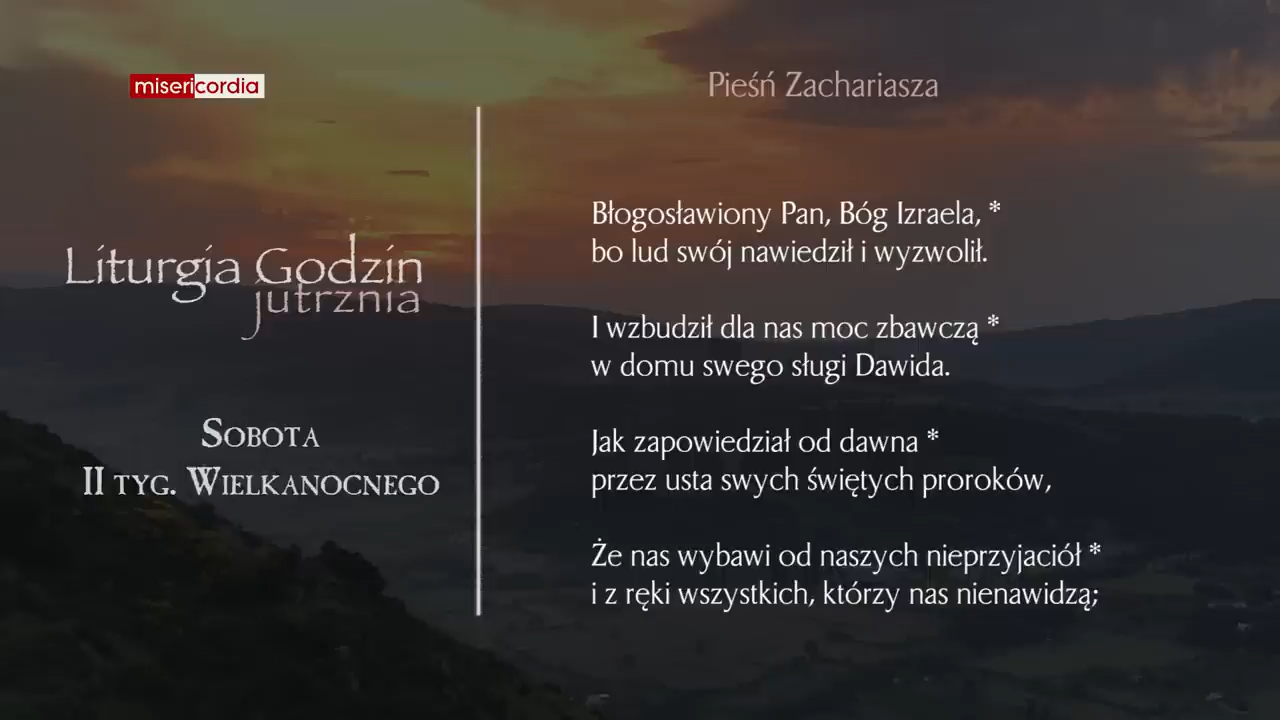 misericordia
Liturgia Godzin
jutrznia
Sobota
II tyg. Wielkanocnego
Pieśń Zachariasza
Błogosławiony Pan, Bóg Izraela, *
bo lud swój nawiedził i wyzwolił.
I wzbudził dla nas moc zbawczą *
w domu swego sługi Dawida.
Jak zapowiedział od dawna *
przez usta swych świętych proroków,
Że nas wybawi od naszych nieprzyjaciół *
i z ręki wszystkich, którzy nas nienawidzą;